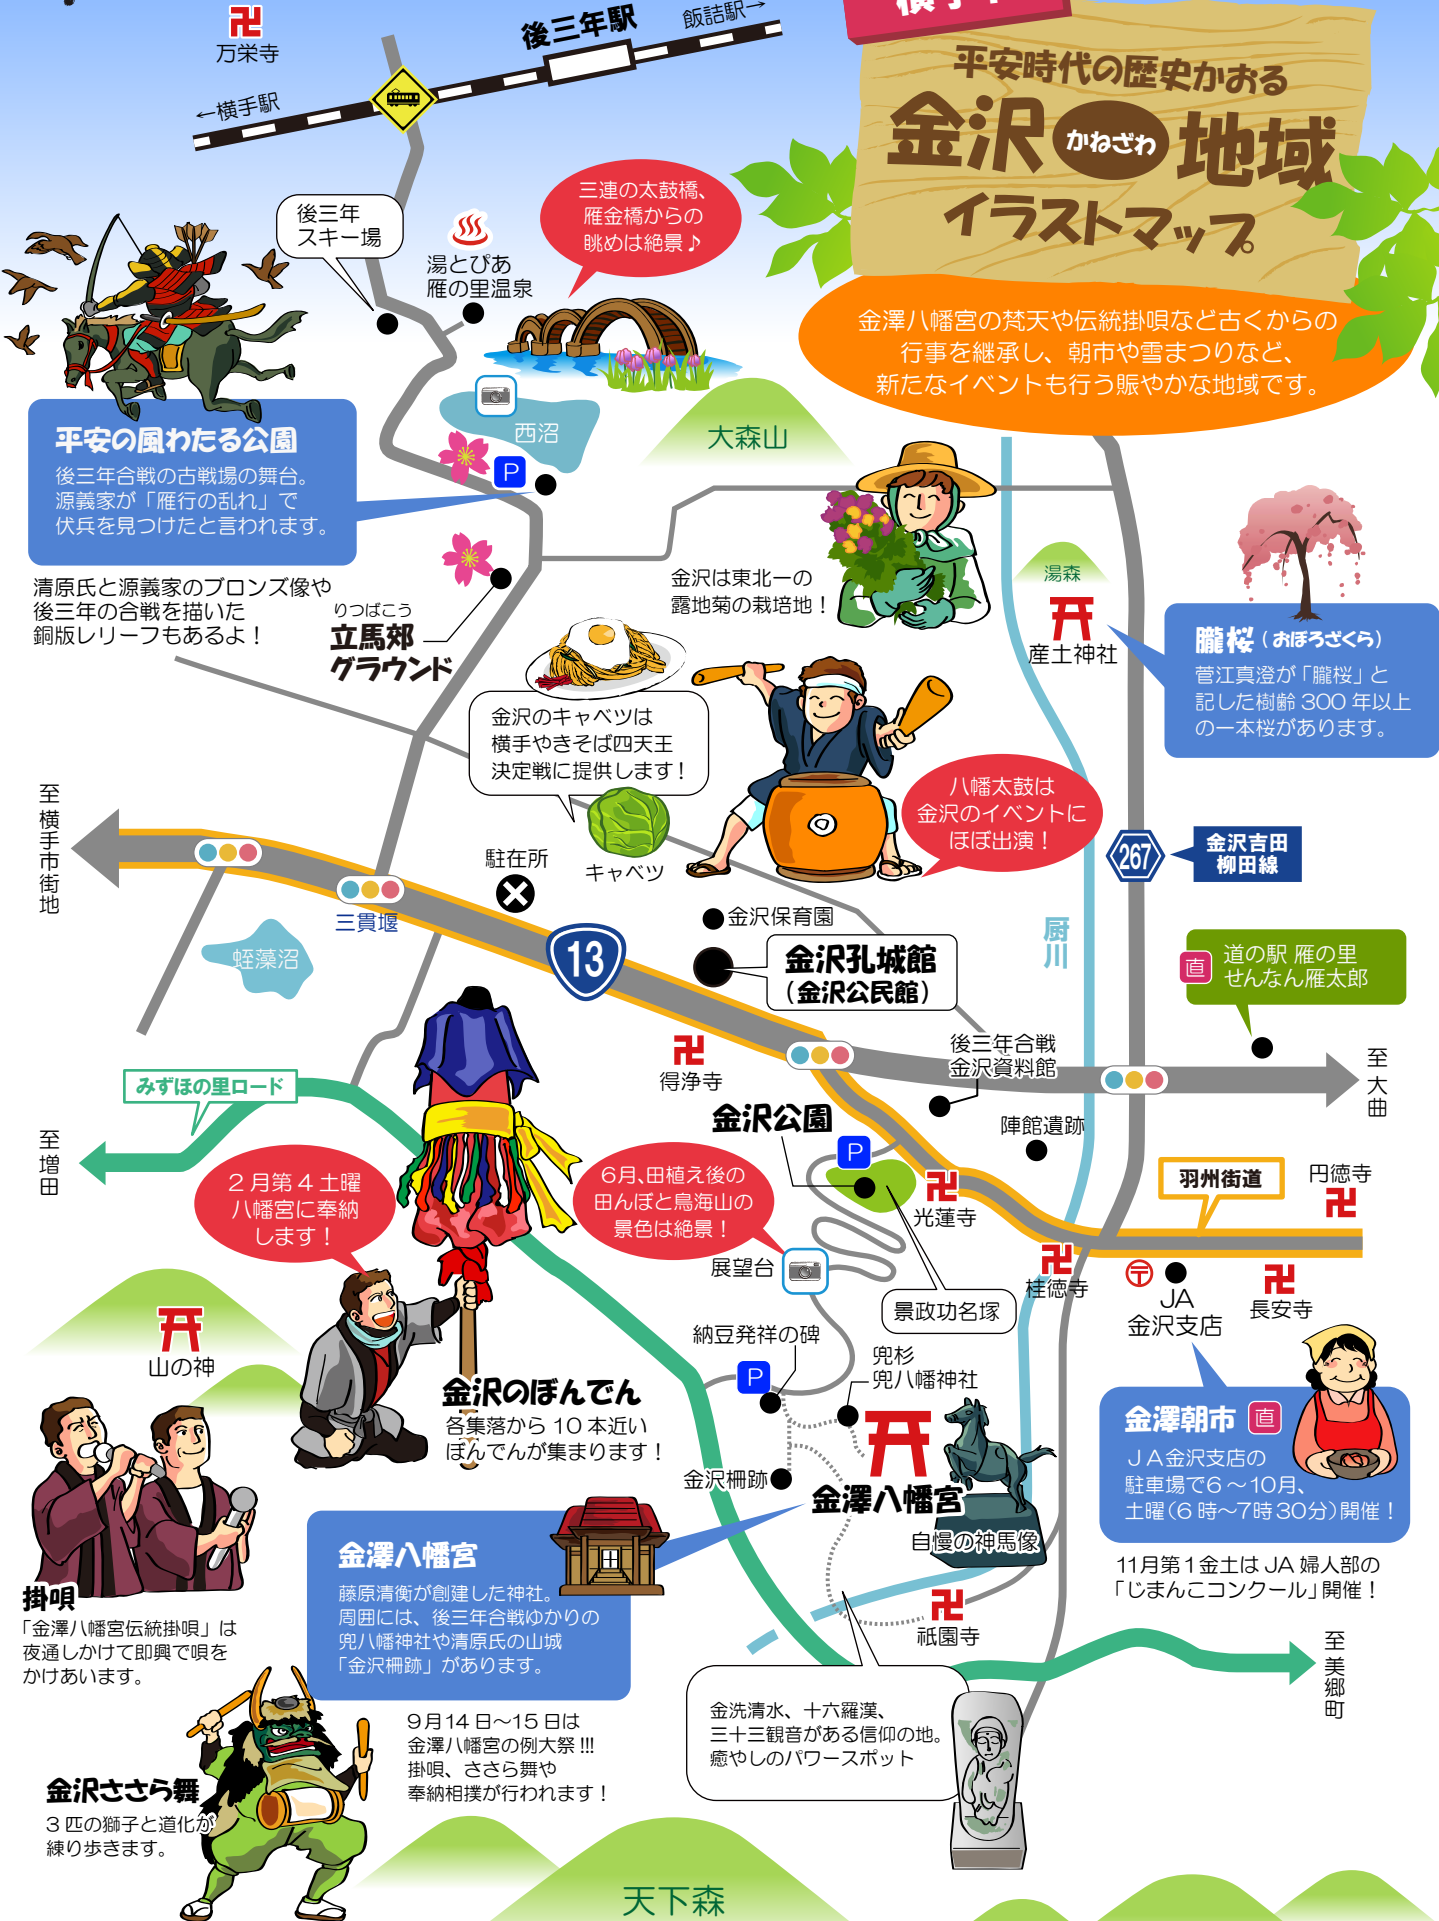 卍
万栄寺
後三年駅
飯詰駅→
←横手駅
平安時代の歴史かおる
金沢 かねざわ 地域
イラストマップ
金澤八幡宮の梵天や伝統掛唄など古くからの
行事を継承し、朝市や雪まつりなど、
新たなイベントも行う賑やかな地域です。
後三年
スキー場
湯とぴあ
雁の里温泉
三連の太鼓橋、
雁金橋からの
眺めは絶景♪
平安の風わたる公園
後三年合戦の古戦場の舞台。
源義家が「雁行の乱れ」で
伏兵を見つけたと言われます。
清原氏と源義家のブロンズ像や
後三年の合戦を描いた
銅版レリーフもあるよ！
西沼
P
大森山
りつばこう
立馬郊
グラウンド
金沢は東北一の
露地菊の栽培地！
湯森
産土神社
朧桜（おぼろざくら）
菅江真澄が「朧桜」と
記した樹齢300年以上
の一本桜があります。
金沢のキャベツは
横手やきそば四天王
決定戦に提供します！
キャベツ
八幡太鼓は
金沢のイベントに
ほぼ出演！
至横手市街地
三貫堰
駐在所
蛭藻沼
13
267
金沢吉田
柳田線
厨川
金沢保育園
金沢孔城館
（金沢公民館）
直
道の駅 雁の里
せんなん雁太郎
後三年合戦
金沢資料館
至大曲
卍
得浄寺
みずほの里ロード
至増田
金沢公園
P
陣館遺跡
卍
光蓮寺
羽州街道
円徳寺
卍
2月第4土曜
八幡宮に奉納
します！
6月、田植え後の
田んぼと鳥海山の
景色は絶景！
展望台
景政功名塚
卍
桂徳寺
〒
JA
金沢支店
卍
長安寺
山の神
納豆発祥の碑
P
兜杉
兜八幡神社
金沢のぼんでん
各集落から10本近い
ぼんでんが集まります！
金沢柵跡
金澤八幡宮
自慢の神馬像
金澤朝市 直
ＪＡ金沢支店の
駐車場で6～10月、
土曜(6時～7時30分)開催！
11月第1金土はJA婦人部の
「じまんこコンクール」開催！
掛唄
「金澤八幡宮伝統掛唄」は
夜通しかけて即興で唄を
かけあいます。
金澤八幡宮
藤原清衡が創建した神社。
周囲には、後三年合戦ゆかりの
兜八幡神社や清原氏の山城
「金沢柵跡」があります。
卍
祇園寺
至美郷町
9月14日～15日は
金澤八幡宮の例大祭!!!
掛唄、ささら舞や
奉納相撲が行われます！
金洗清水、十六羅漢、
三十三観音がある信仰の地。
癒やしのパワースポット
金沢ささら舞
3匹の獅子と道化が
練り歩きます。
天下森